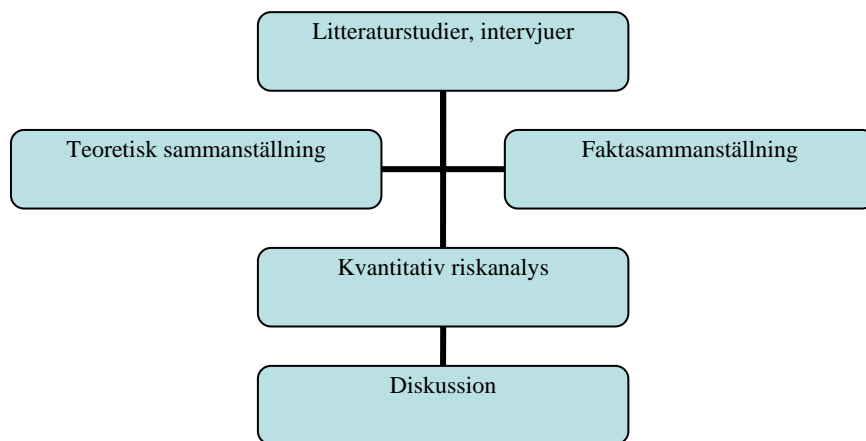 Litteraturstudier, intervjuer
Teoretisk sammanställning
Faktasammanställning
Kvantitativ riskanalys
Diskussion